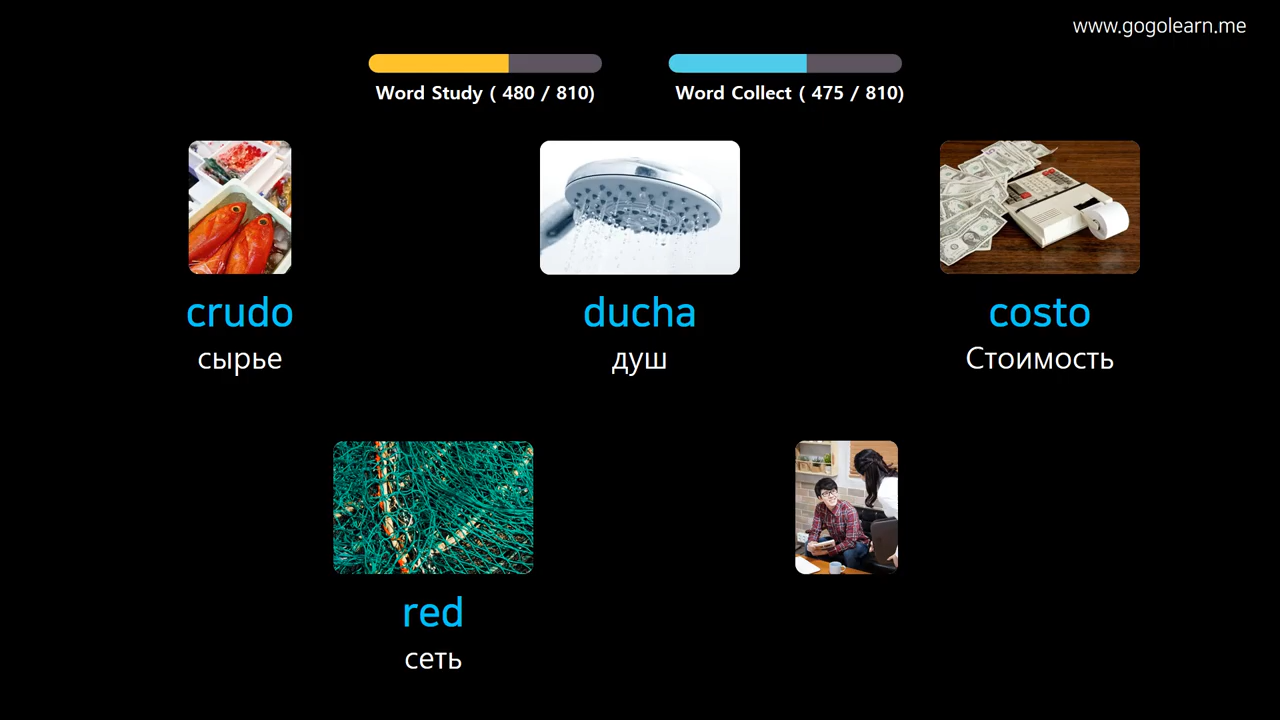 www.gogolearn.me
Word Study ( 480 / 810)
Word Collect ( 475 / 810)
crudo
сырье
ducha
душ
costo
Стоимость
red
сеть